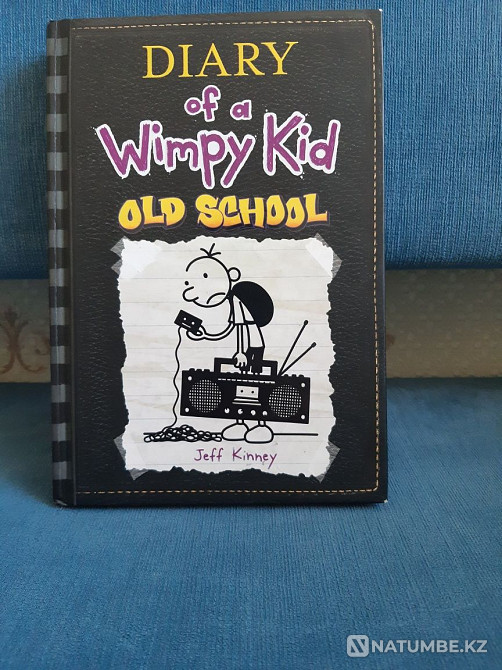 DIARY
of a
Wimpy Kid
OLD SCHOOL
Jeff Kinney
NATUMBE.KZ